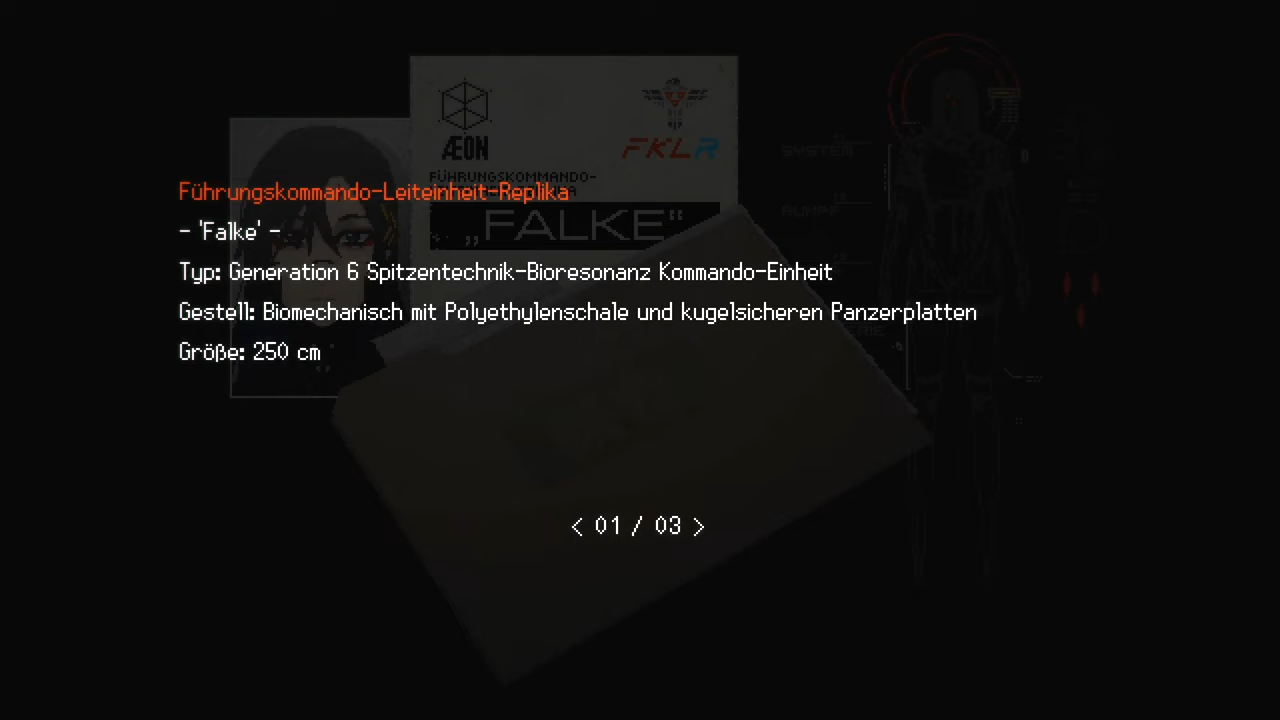 ÆON
FKLR
FÜHRUNGSKOMMANDO-
Führungskommando-Leiteinheit-Replika
„FALKE“
- 'Falke' -
Typ: Generation 6 Spitzentechnik-Bioresonanz Kommando-Einheit
Gestell: Biomechanisch mit Polyethylenschale und kugelsicheren Panzerplatten
Größe: 250 cm
SYSTEM
RUMPF
< 01 / 03 >